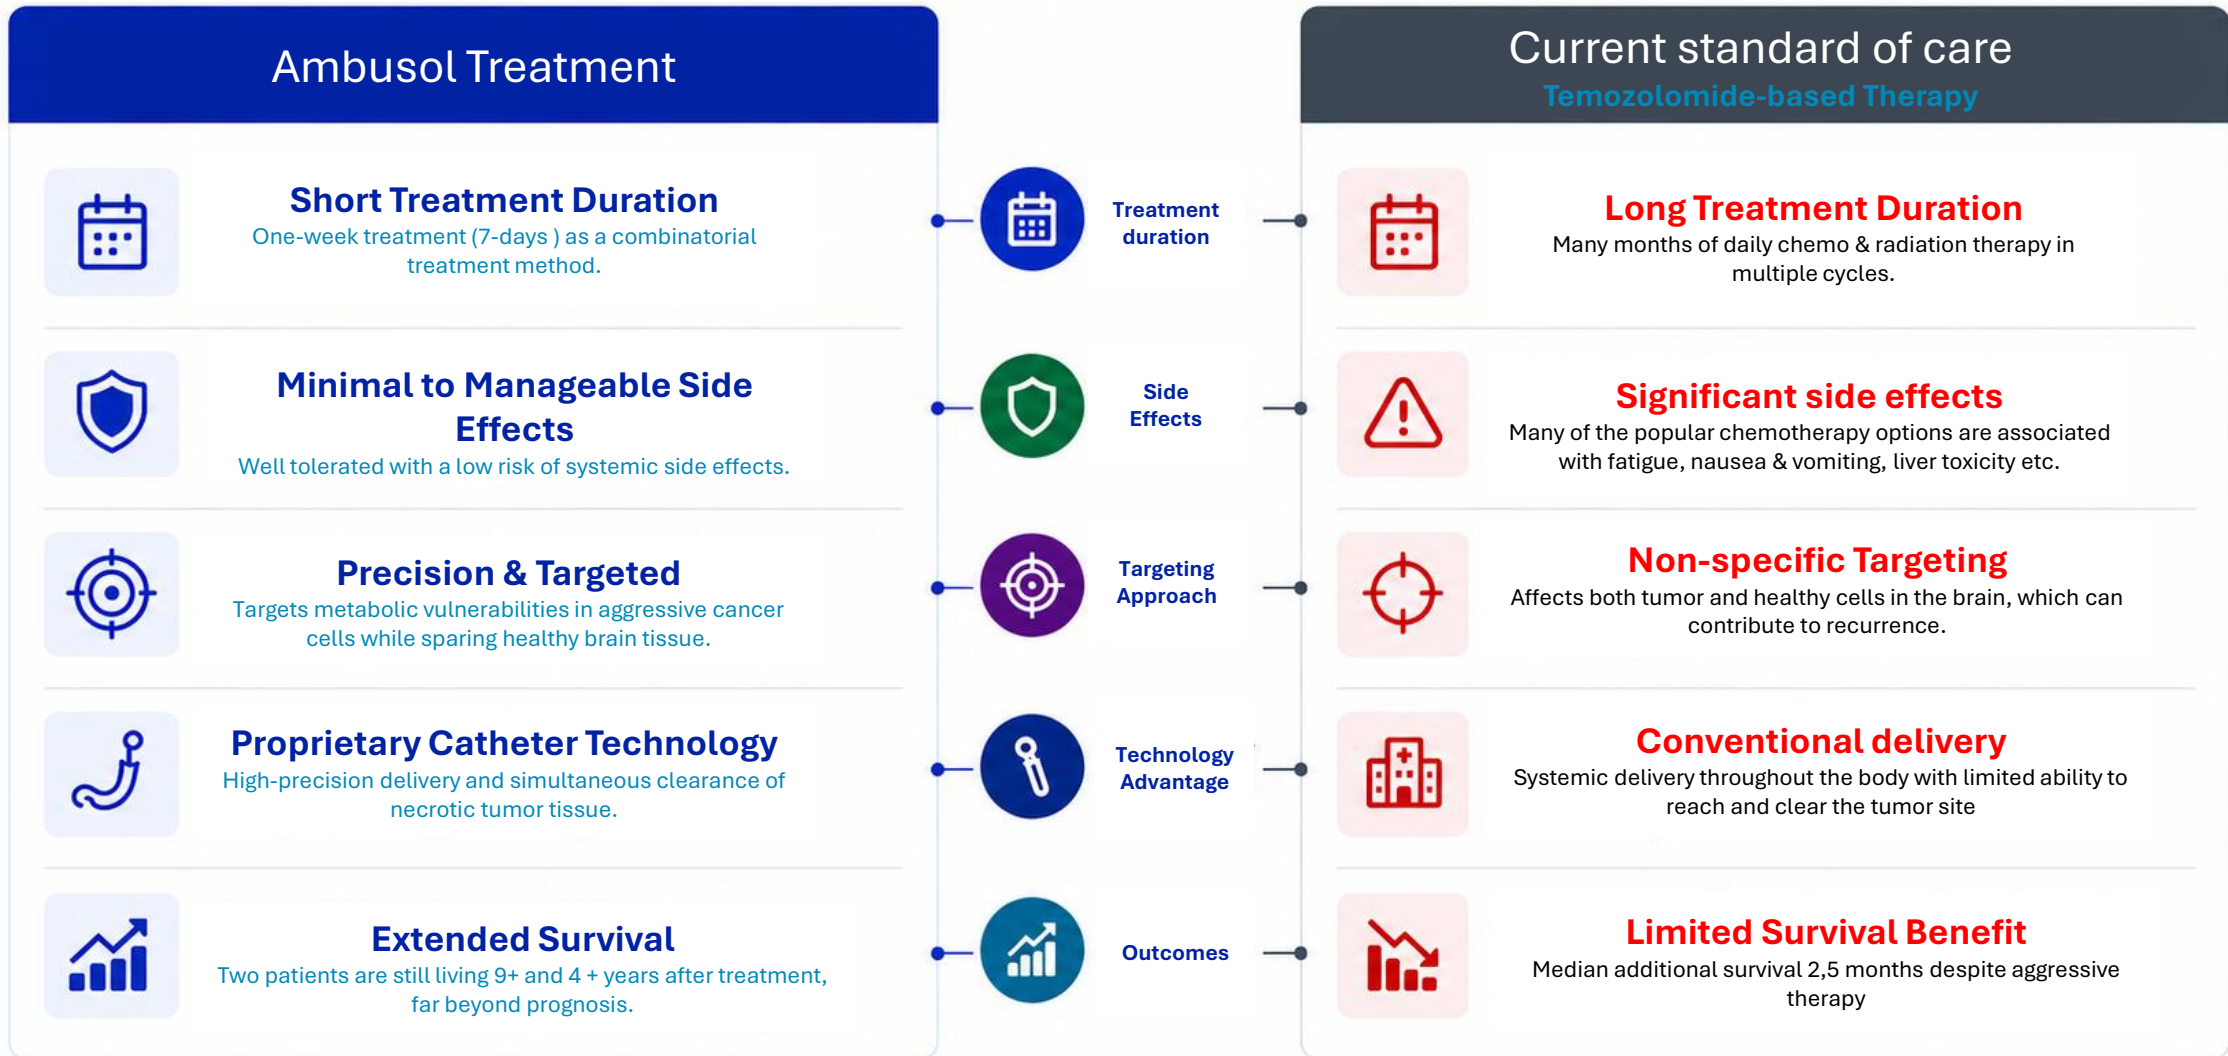 Ambusol Treatment
Short Treatment Duration
One-week treatment (7-days ) as a combinatorial
treatment method.
Minimal to Manageable Side
Effects
Well tolerated with a low risk of systemic side effects.
Precision & Targeted
Targets metabolic vulnerabilities in aggressive cancer
cells while sparing healthy brain tissue.
Proprietary Catheter Technology
High-precision delivery and simultaneous clearance of
necrotic tumor tissue.
Extended Survival
Two patients are still living 9+ and 4 + years after treatment,
far beyond prognosis.
Treatment
duration
Side
Effects
Targeting
Approach
Technology
Advantage
Outcomes
Current standard of care
Temozolomide-based Therapy
Long Treatment Duration
Many months of daily chemo & radiation therapy in
multiple cycles.
Significant side effects
Many of the popular chemotherapy options are associated
with fatigue, nausea & vomiting, liver toxicity etc.
Non-specific Targeting
Affects both tumor and healthy cells in the brain, which can
contribute to recurrence.
Conventional delivery
Systemic delivery throughout the body with limited ability to
reach and clear the tumor site
Limited Survival Benefit
Median additional survival 2,5 months despite aggressive
therapy